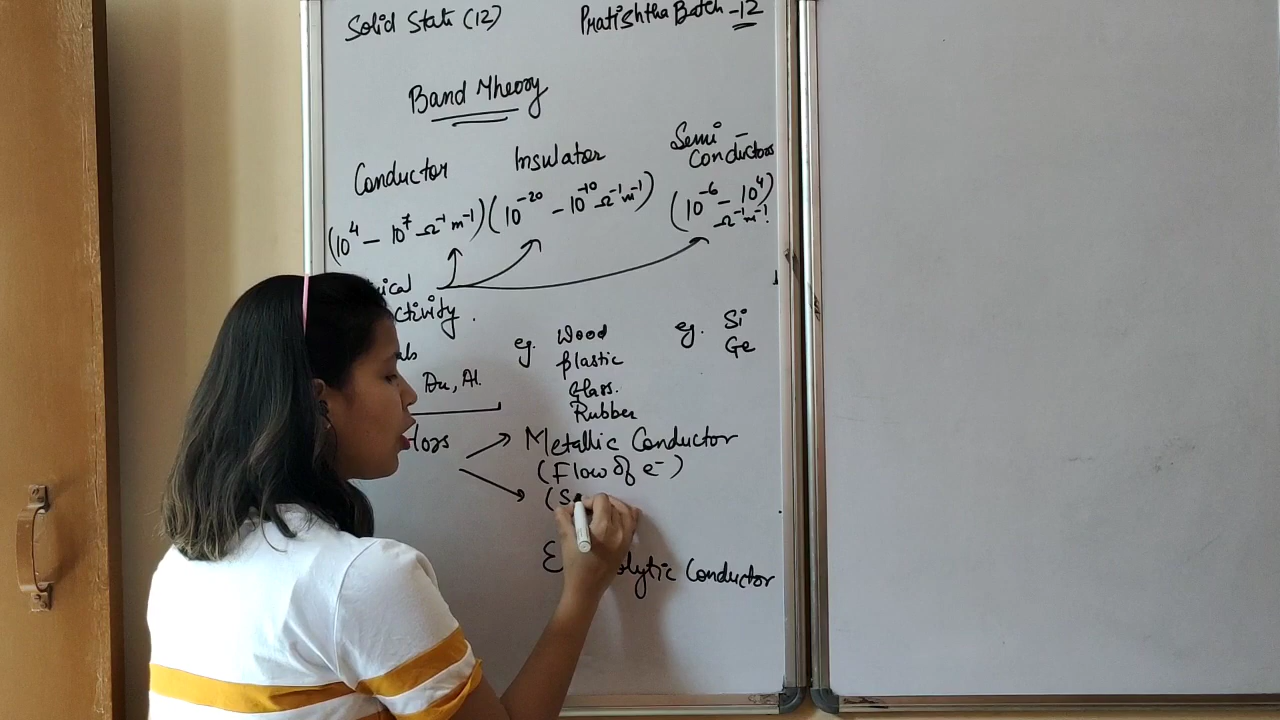 Solid State (12)
Pratishtha Batch -12
Band Theory
Conductor
Insulator
Semi -
Conductors
(10⁴ - 10⁷ Ω⁻¹ m⁻¹)
(10⁻²⁰ - 10⁻¹⁰ Ω⁻¹ m⁻¹)
(10⁻⁶ - 10⁴)
Ω⁻¹ m⁻¹
eg. Wood
plastic
Glass.
Rubber
eg. Si
Ge
Al.
Metallic Conductor
(Flow of e⁻)
(S
Conductor